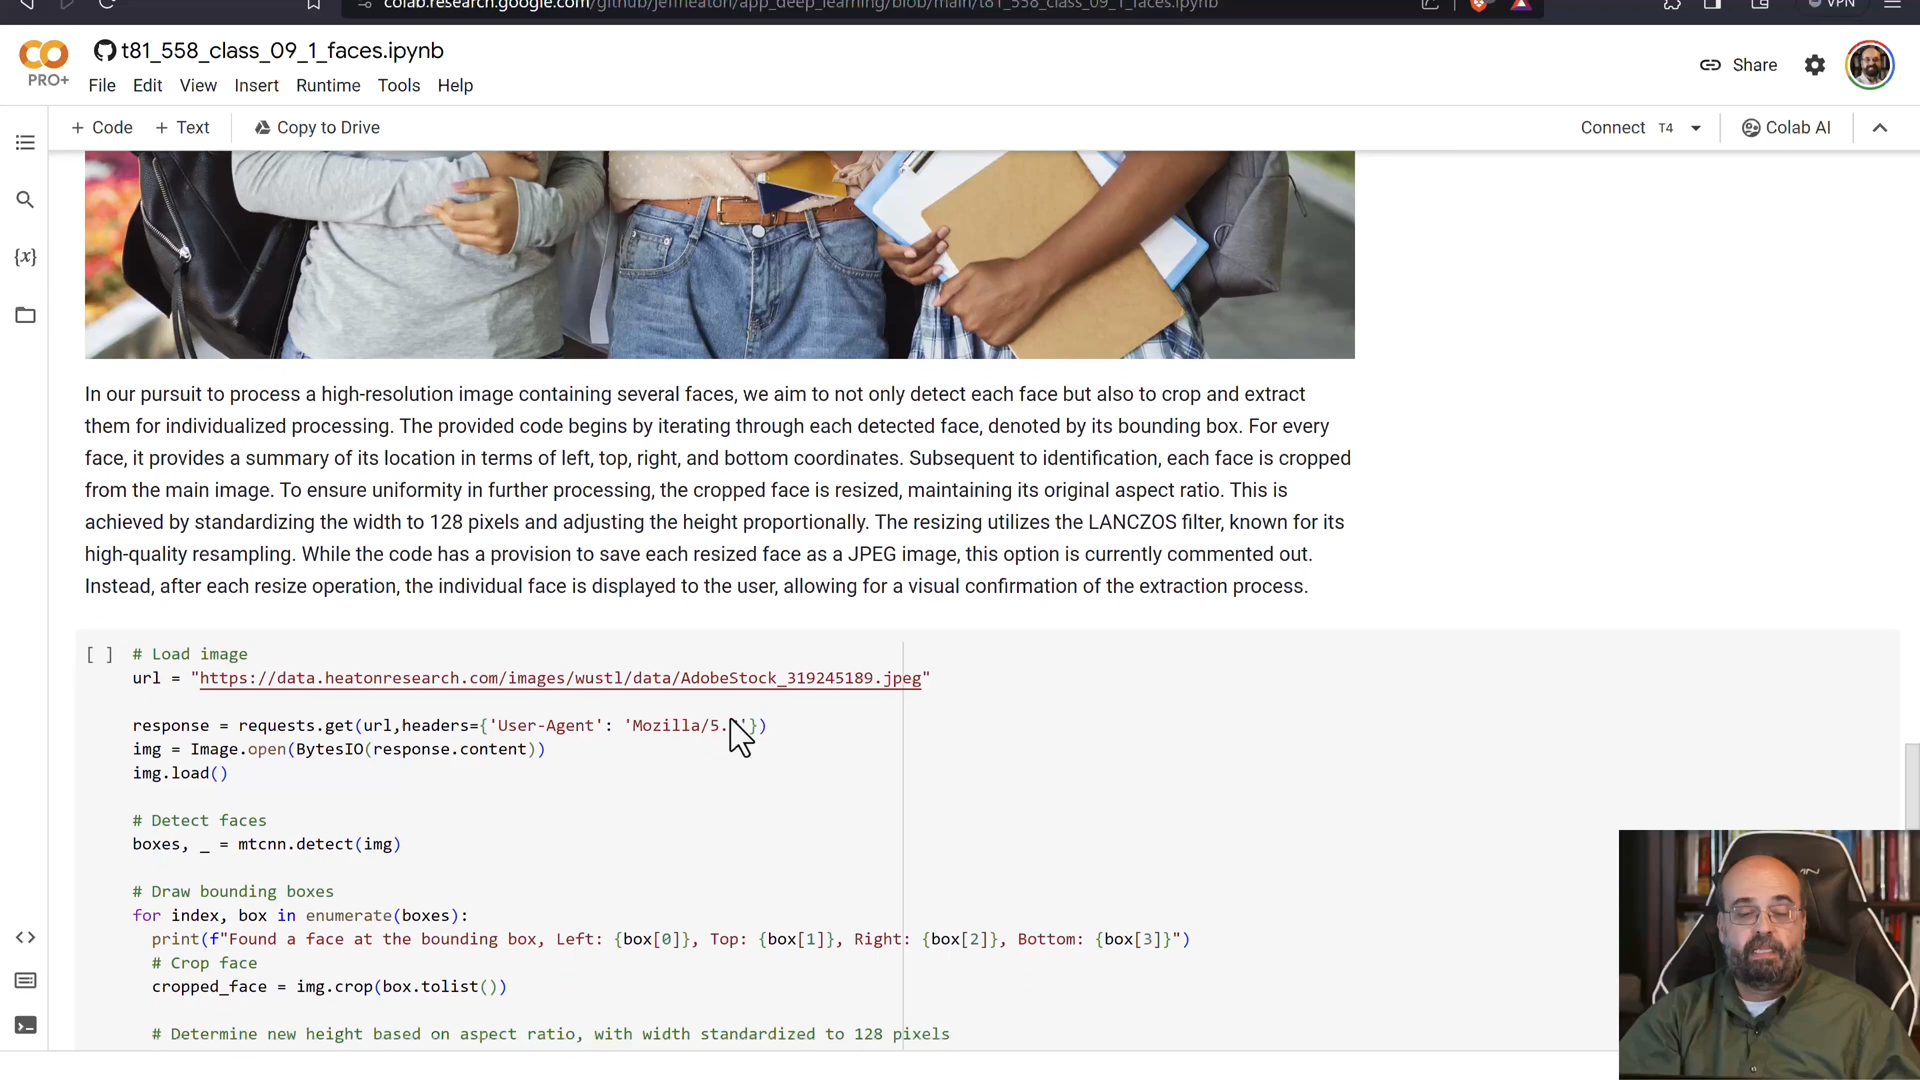 colab.research.google.com/github/jeffheaton/app_deep_learning/blob/main/t81_558_class_09_1_faces.ipynb
VPN
PRO+
t81_558_class_09_1_faces.ipynb
File Edit View Insert Runtime Tools Help
Share
+ Code + Text Copy to Drive
Connect T4
Colab AI
{x}
In our pursuit to process a high-resolution image containing several faces, we aim to not only detect each face but also to crop and extract
them for individualized processing. The provided code begins by iterating through each detected face, denoted by its bounding box. For every
face, it provides a summary of its location in terms of left, top, right, and bottom coordinates. Subsequent to identification, each face is cropped
from the main image. To ensure uniformity in further processing, the cropped face is resized, maintaining its original aspect ratio. This is
achieved by standardizing the width to 128 pixels and adjusting the height proportionally. The resizing utilizes the LANCZOS filter, known for its
high-quality resampling. While the code has a provision to save each resized face as a JPEG image, this option is currently commented out.
Instead, after each resize operation, the individual face is displayed to the user, allowing for a visual confirmation of the extraction process.
[ ] # Load image
url = "https://data.heatonresearch.com/images/wustl/data/AdobeStock_319245189.jpeg"
response = requests.get(url,headers={'User-Agent': 'Mozilla/5. '})
img = Image.open(BytesIO(response.content))
img.load()
# Detect faces
boxes, _ = mtcnn.detect(img)
# Draw bounding boxes
for index, box in enumerate(boxes):
print(f"Found a face at the bounding box, Left: {box[0]}, Top: {box[1]}, Right: {box[2]}, Bottom: {box[3]}")
# Crop face
cropped_face = img.crop(box.tolist())
# Determine new height based on aspect ratio, with width standardized to 128 pixels